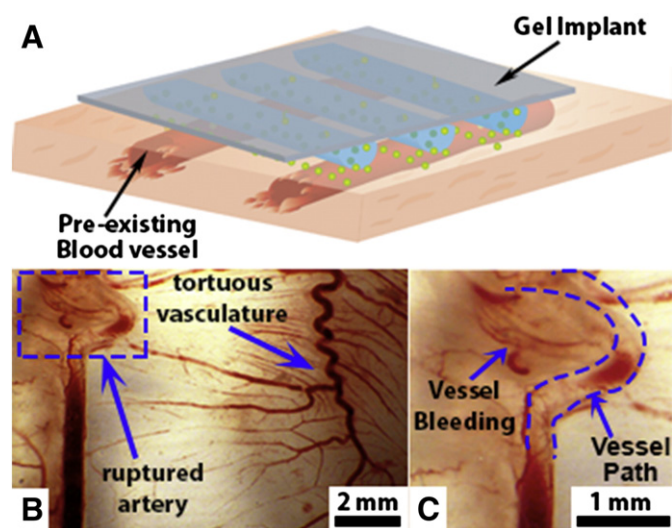 A
Gel Implant
Pre-existing
Blood vessel
tortuous
vasculature
ruptured
artery
B
2 mm
Vessel
Bleeding
Vessel
Path
C
1 mm